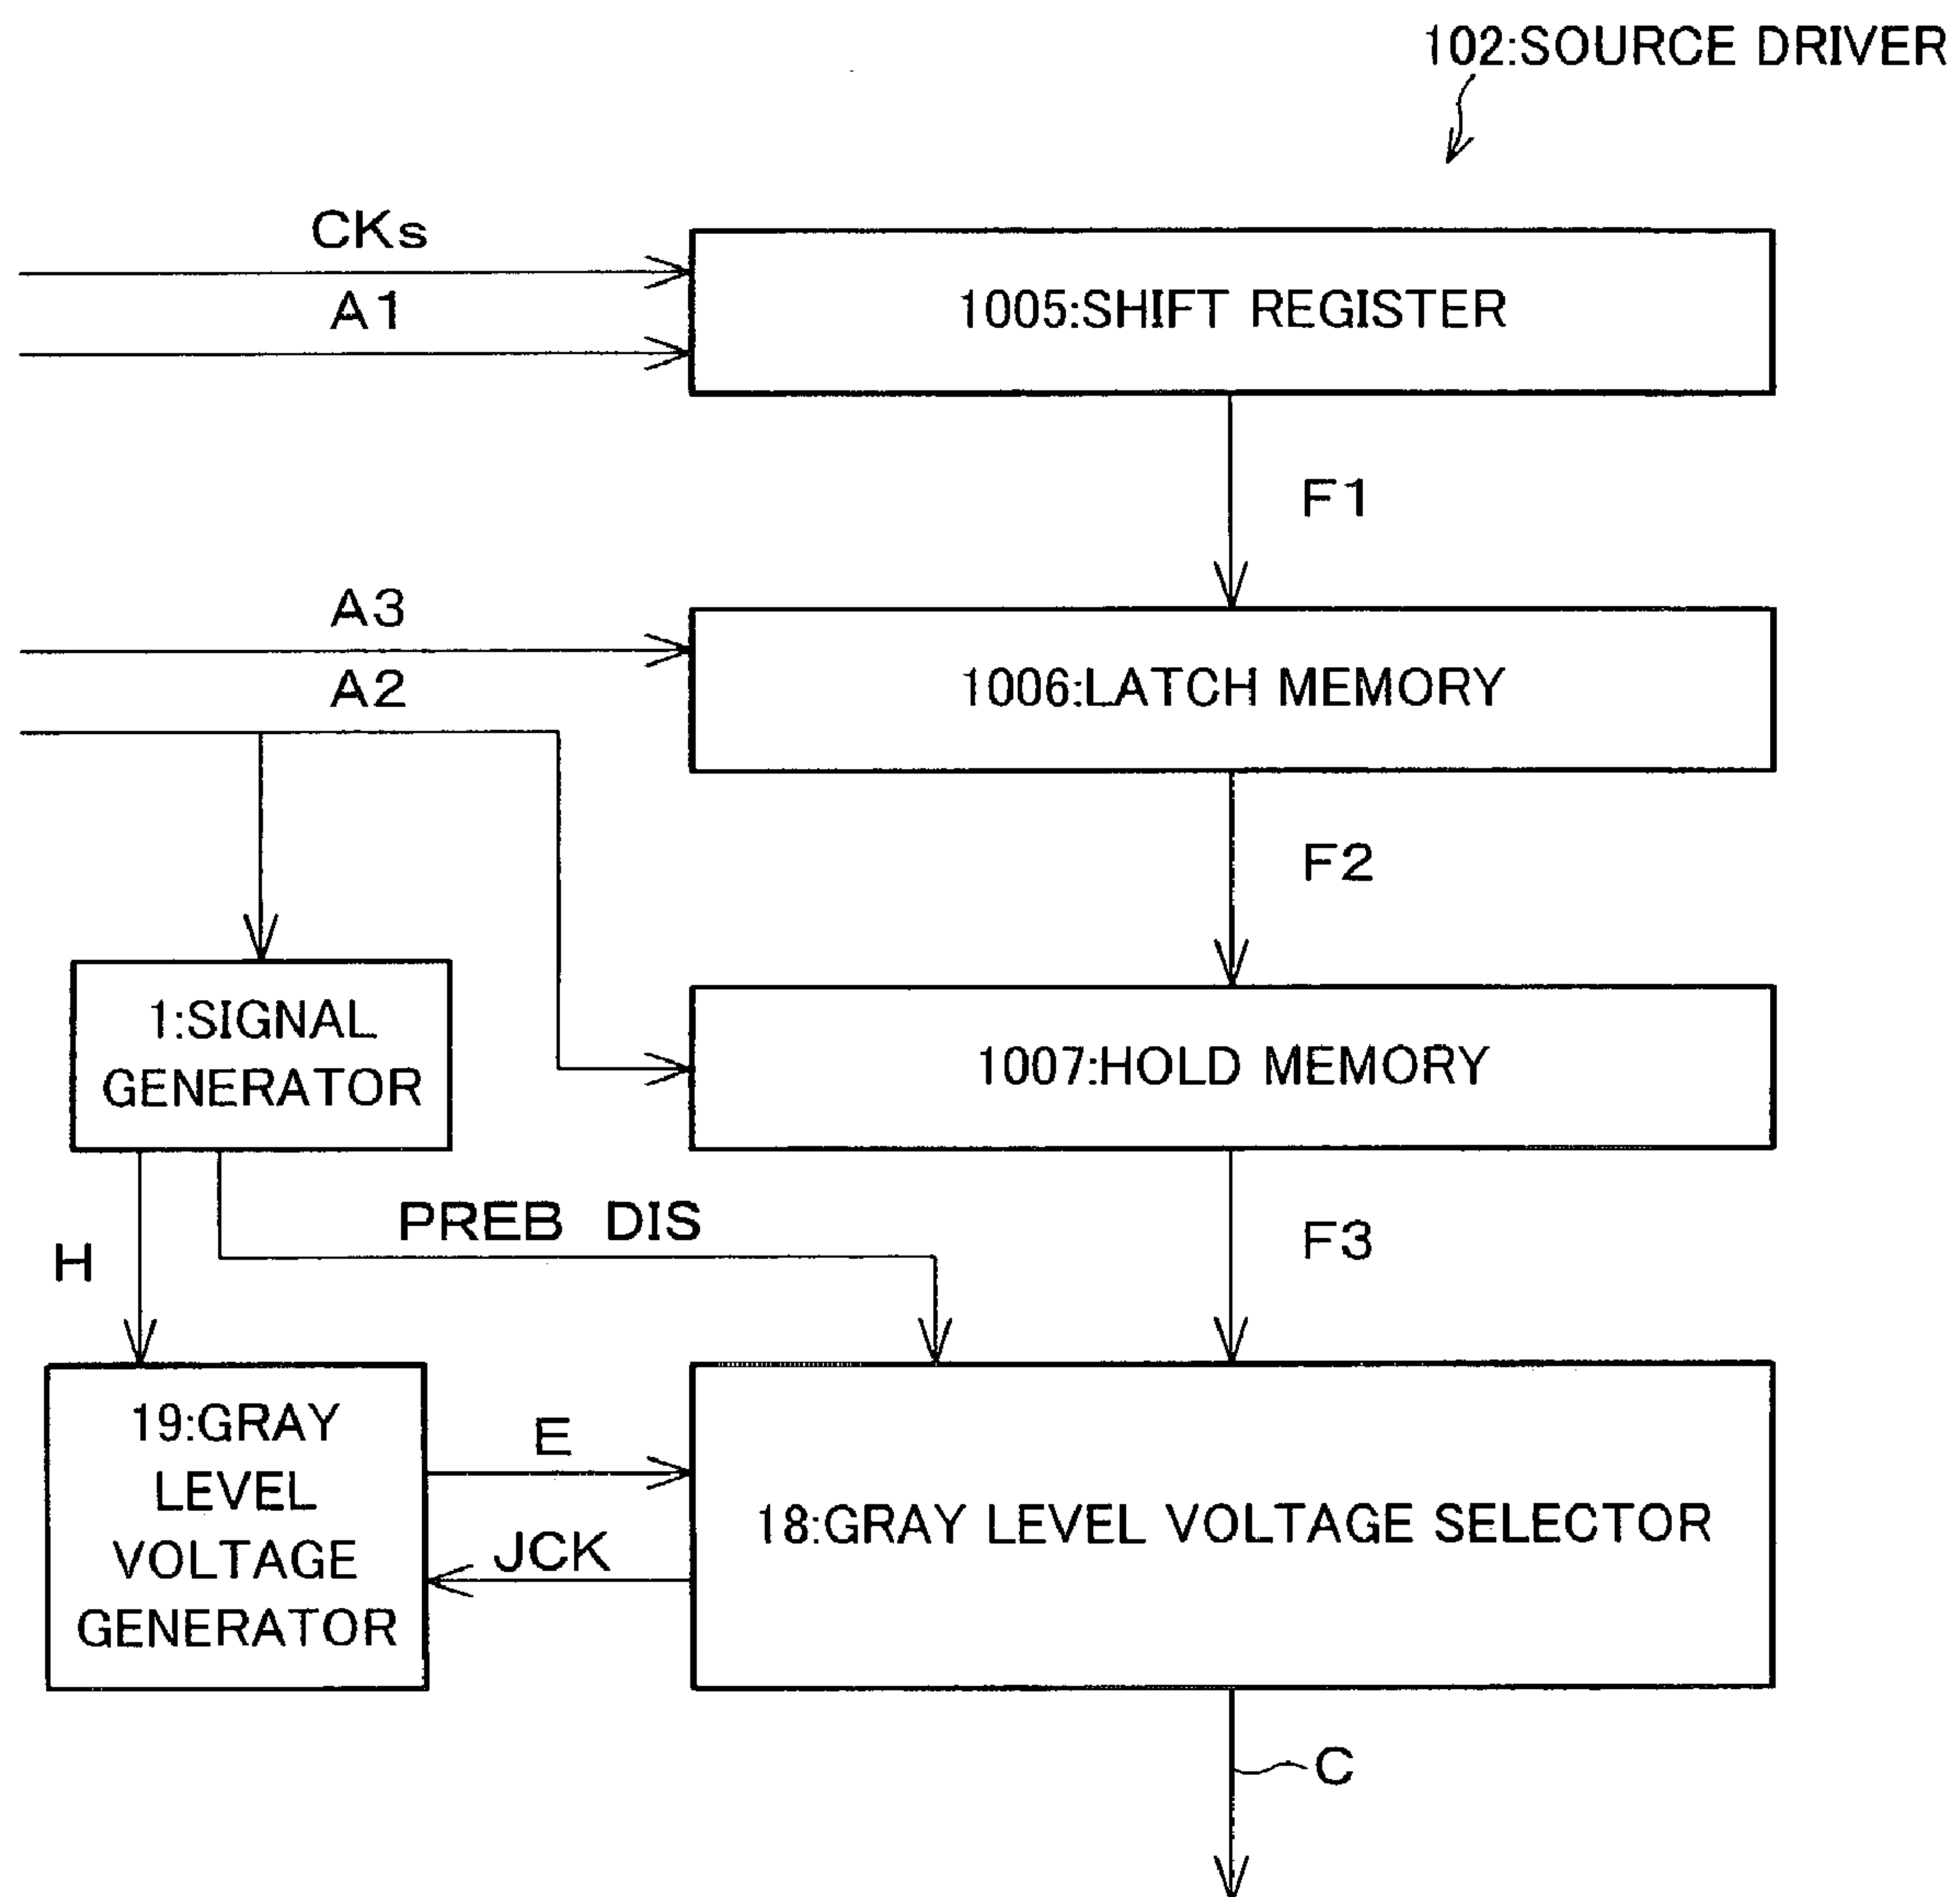 102:SOURCE DRIVER
CKs
A1
1005:SHIFT REGISTER
F1
A3
A2
1006:LATCH MEMORY
F2
1:SIGNAL
GENERATOR
1007:HOLD MEMORY
PREB DIS
H
F3
19:GRAY
LEVEL
VOLTAGE
GENERATOR
E
JCK
18:GRAY LEVEL VOLTAGE SELECTOR
C